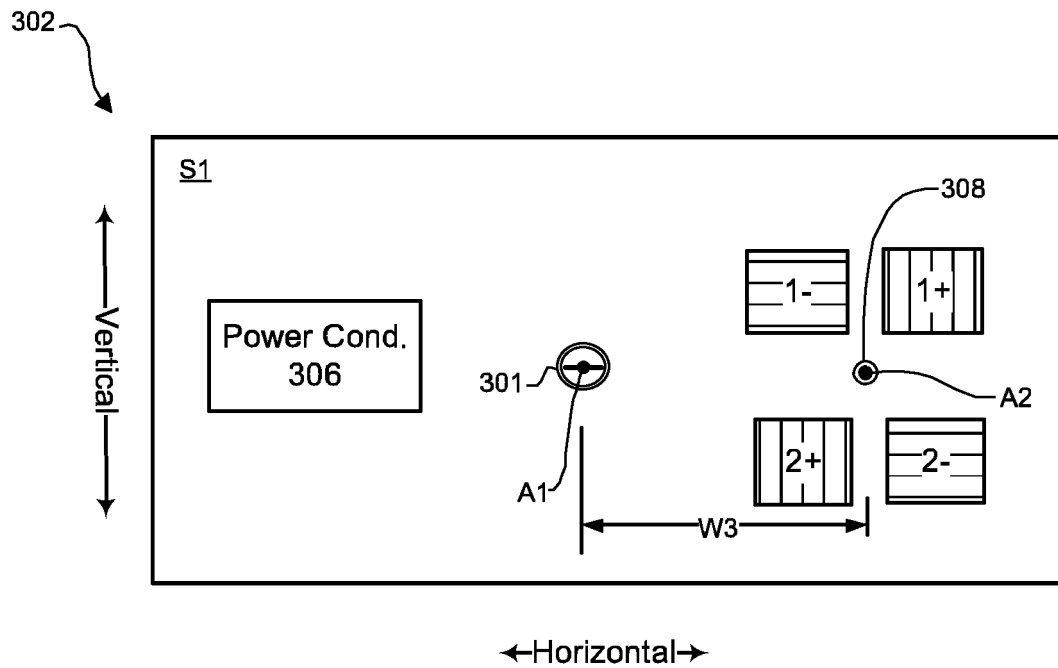 302
S1
308
Vertical
1-
1+
Power Cond.
306
301
A2
A1
2+
2-
W3
Horizontal